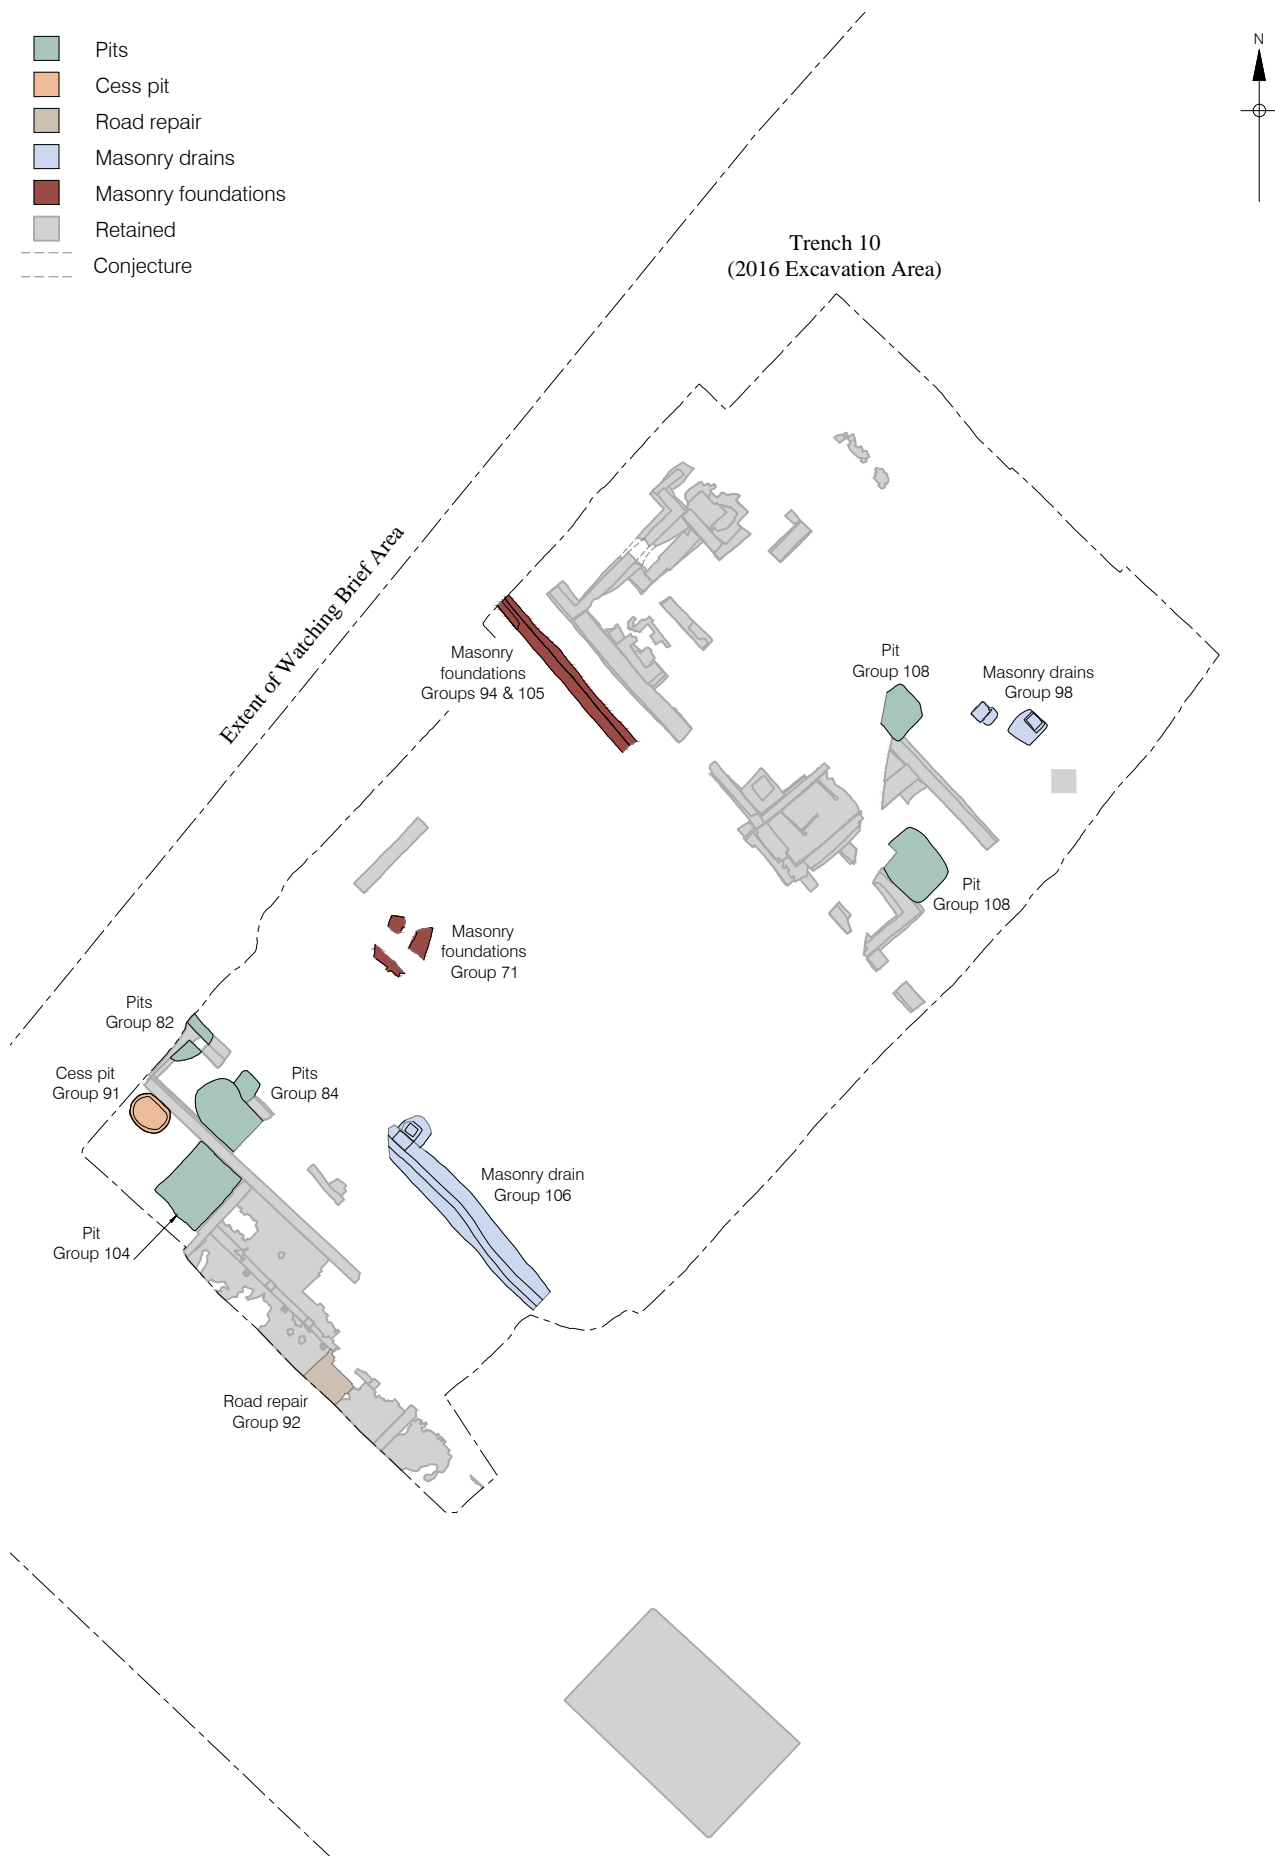 Pits
Cess pit
Road repair
Masonry drains
Masonry foundations
Retained
Conjecture
N
Trench 10
(2016 Excavation Area)
Extent of Watching Brief Area
Masonry
foundations
Groups 94 & 105
Pit
Group 108
Masonry drains
Group 98
Pit
Group 108
Masonry
foundations
Group 71
Pits
Group 82
Cess pit
Group 91
Pits
Group 84
Masonry drain
Group 106
Pit
Group 104
Road repair
Group 92